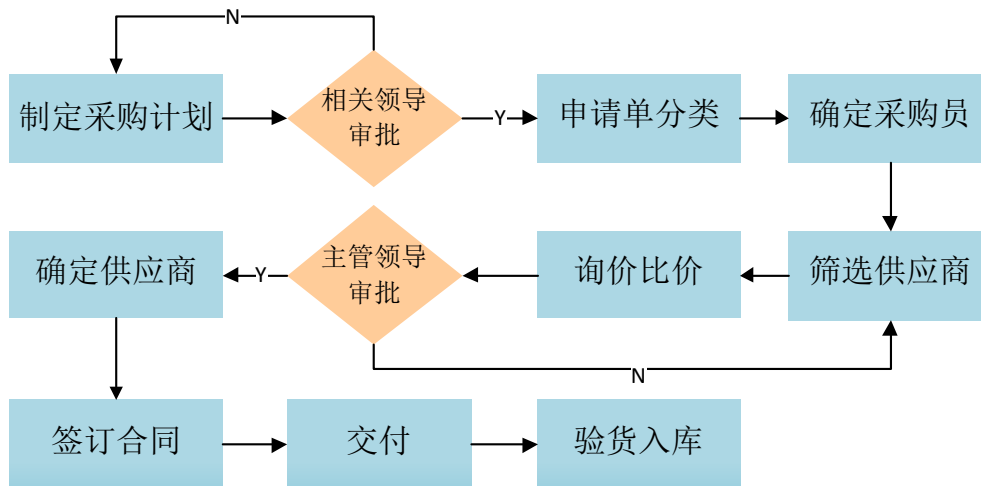 N
制定采购计划
相关领导
审批
Y
申请单分类
确定采购员
确定供应商
Y
主管领导
审批
询价比价
筛选供应商
N
签订合同
交付
验货入库